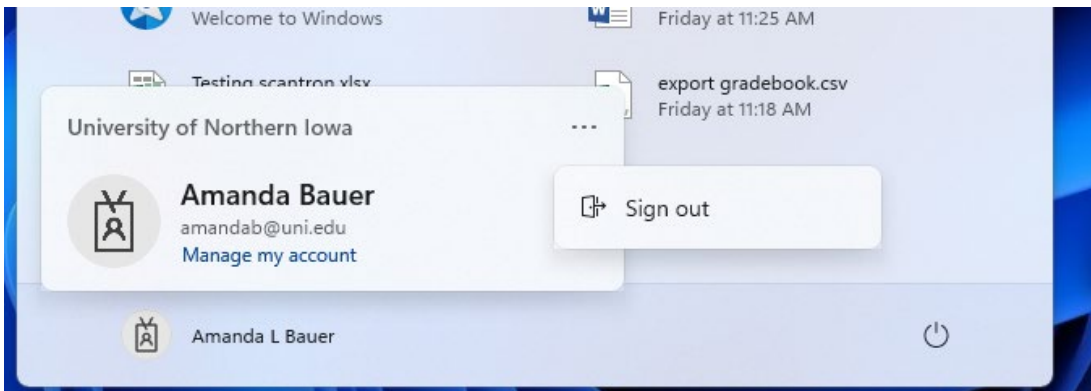 Welcome to Windows
Friday at 11:25 AM
Testing scantron.xlsx
export gradebook.csv
Friday at 11:18 AM
University of Northern Iowa
Amanda Bauer
amandab@uni.edu
Manage my account
Sign out
Amanda L Bauer